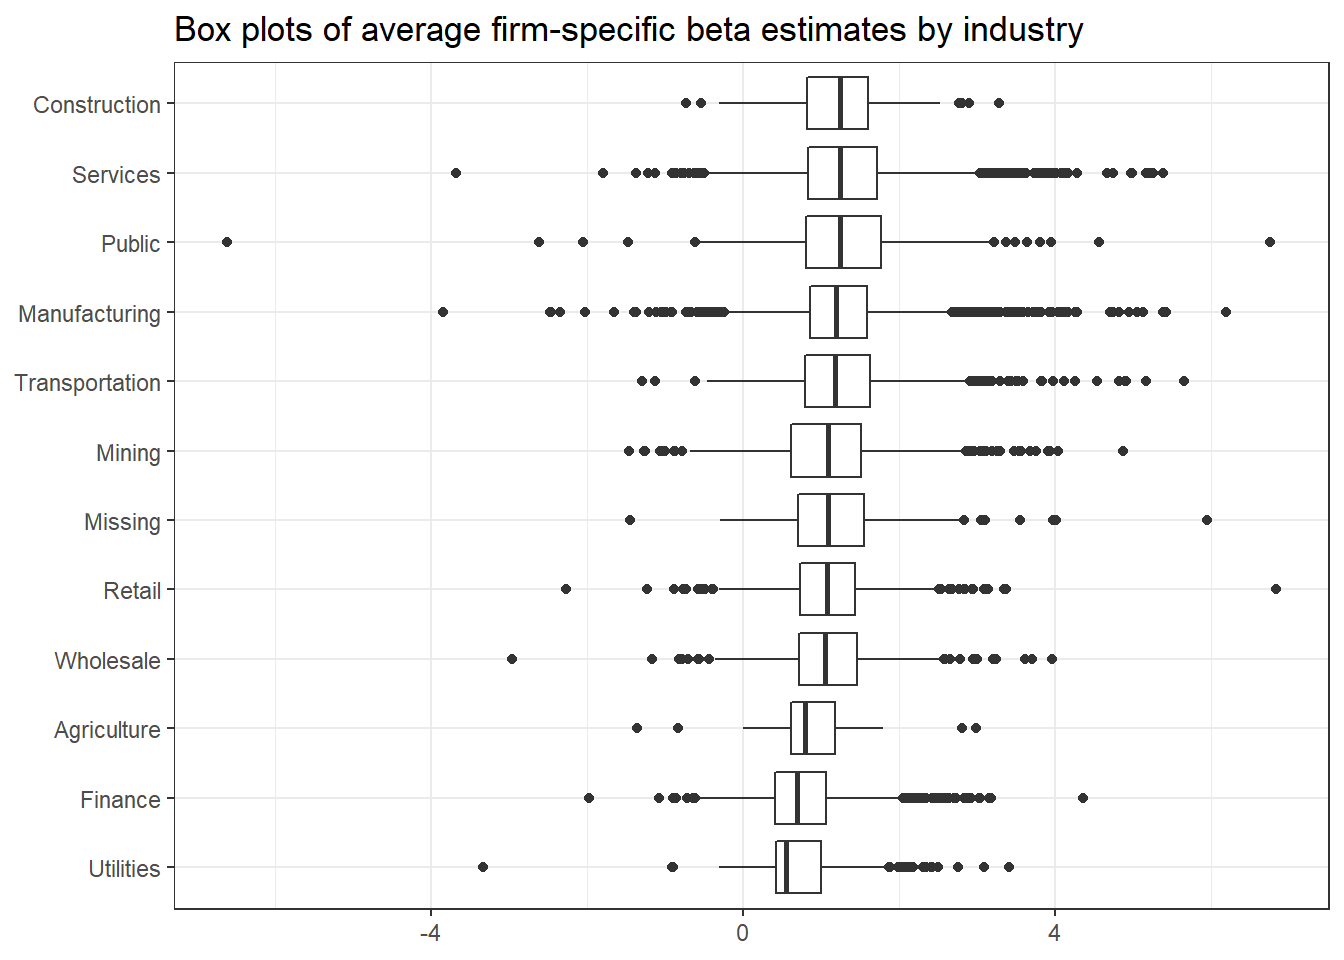 Box plots of average firm-specific beta estimates by industry
Construction
Services
Public
Manufacturing
Transportation
Mining
Missing
Retail
Wholesale
Agriculture
Finance
Utilities
-4 0 4